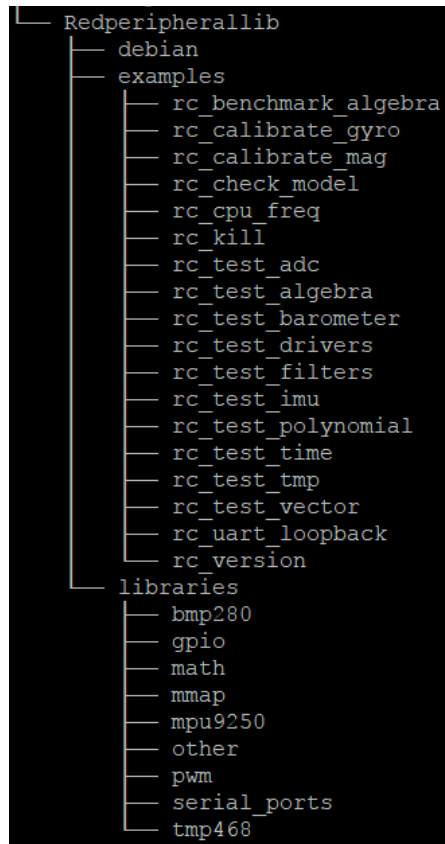 Redperipherallib
debian
examples
rc_benchmark_algebra
rc_calibrate_gyro
rc_calibrate_mag
rc_check_model
rc_cpu_freq
rc_kill
rc_test_adc
rc_test_algebra
rc_test_barometer
rc_test_drivers
rc_test_filters
rc_test_imu
rc_test_polynomial
rc_test_time
rc_test_tmp
rc_test_vector
rc_uart_loopback
rc_version
libraries
bmp280
gpio
math
mmap
mpu9250
other
pwm
serial_ports
tmp468